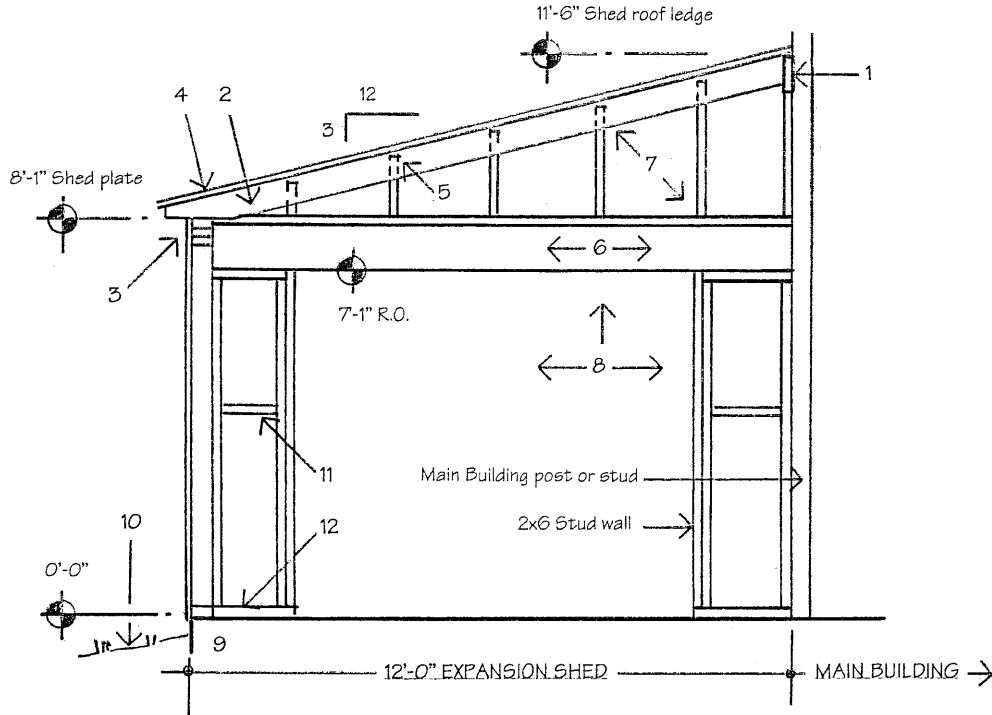 11'-6" Shed roof ledge
1
4
2
12
3
7
5
8'-1" Shed plate
6
3
7'-1" R.O.
8
11
Main Building post or stud
10
12
2x6 Stud wall
0'-0"
9
12'-0" EXPANSION SHED
MAIN BUILDING